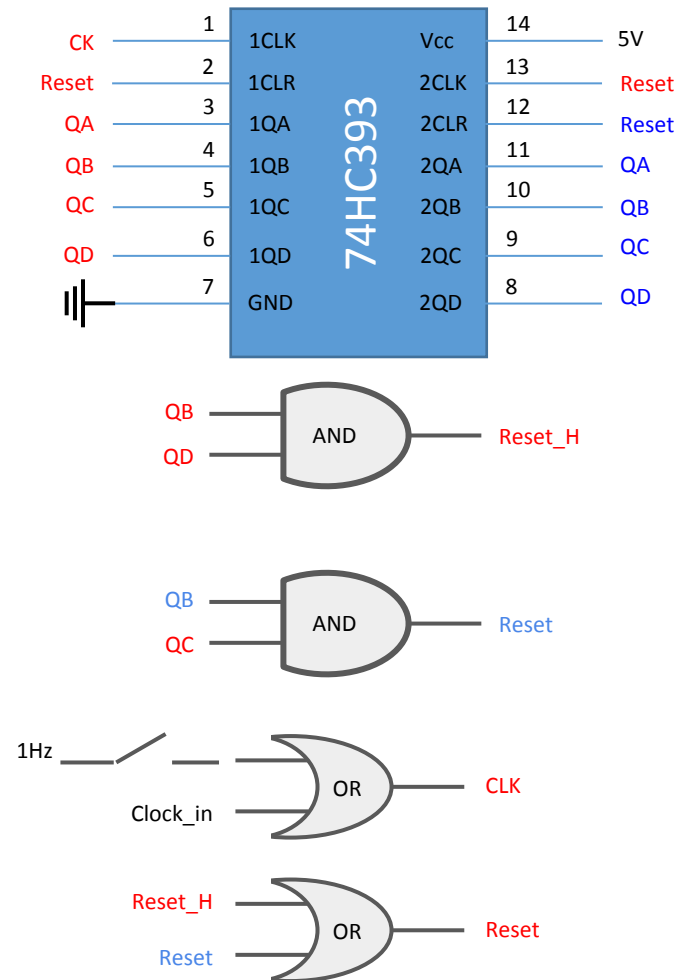 1 14
CK 1CLK Vcc 5V
2 13
Reset 1CLR 2CLK Reset
3 12
QA 1QA 2CLR Reset
4 11
QB 1QB 2QA QA
5 10
QC 1QC 2QB QB
6 9
QD 1QD 2QC QC
7 8
GND 2QD QD
74HC393
QB
AND Reset_H
QD
QB
AND Reset
QC
1Hz
OR CLK
Clock_in
Reset_H
OR Reset
Reset